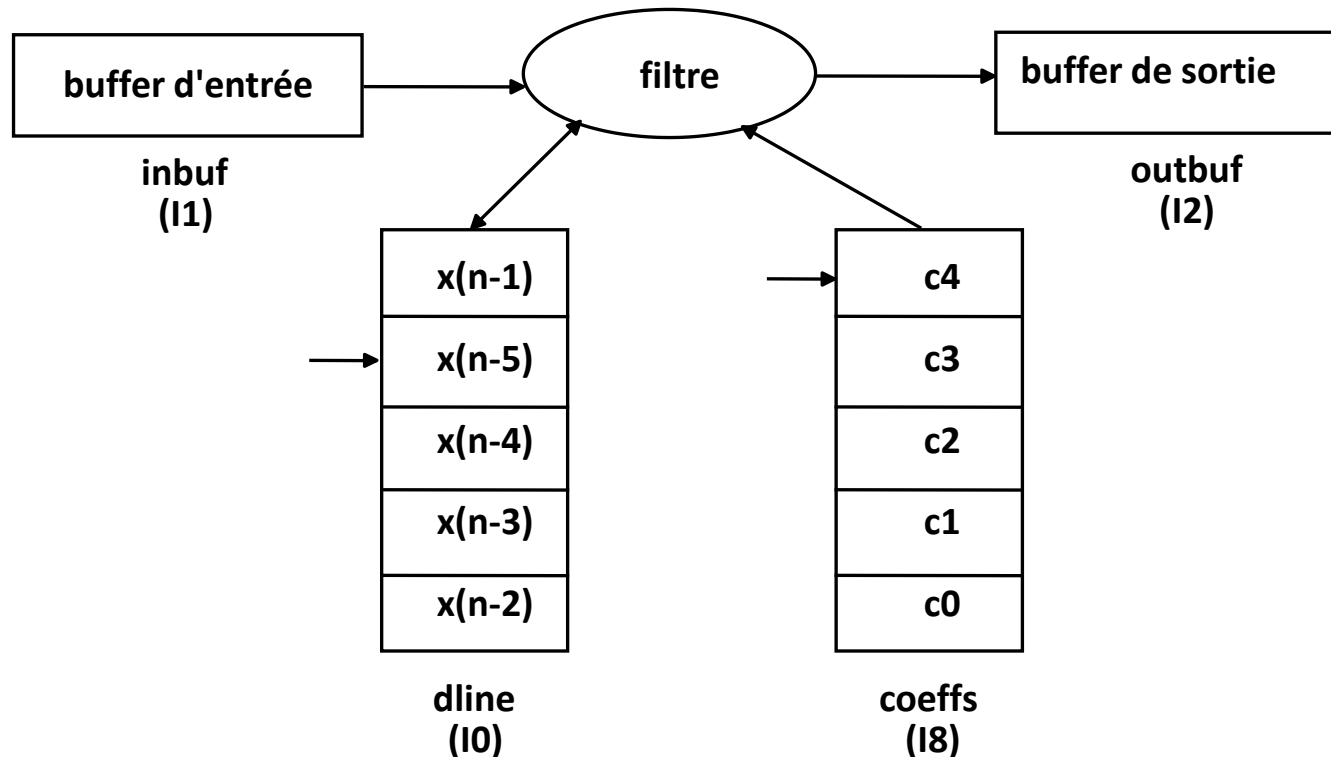 buffer d'entrée
filtre
buffer de sortie
inbuf
(I1)
outbuf
(I2)
x(n-1)
x(n-5)
x(n-4)
x(n-3)
x(n-2)
dline
(I0)
c4
c3
c2
c1
c0
coeffs
(I8)